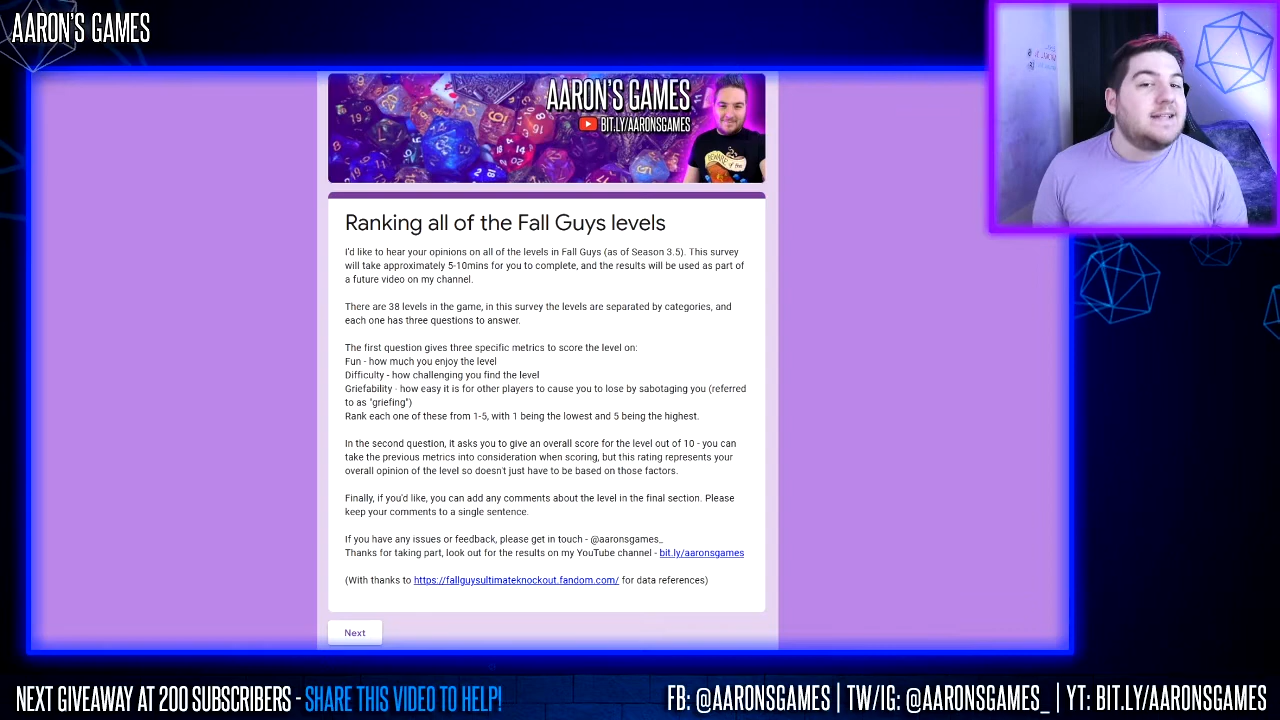 AARON'S GAMES
AARON'S GAMES
BIT.LY/AARONSGAMES
Ranking all of the Fall Guys levels
I'd like to hear your opinions on all of the levels in Fall Guys (as of Season 3.5). This survey
will take approximately 5-10mins for you to complete, and the results will be used as part of
a future video on my channel.
There are 38 levels in the game, in this survey the levels are separated by categories, and
each one has three questions to answer.
The first question gives three specific metrics to score the level on:
Fun - how much you enjoy the level
Difficulty - how challenging you find the level
Griefability - how easy it is for other players to cause you to lose by sabotaging you (referred
to as "griefing")
Rank each one of these from 1-5, with 1 being the lowest and 5 being the highest.
In the second question, it asks you to give an overall score for the level out of 10 - you can
take the previous metrics into consideration when scoring, but this rating represents your
overall opinion of the level so doesn't just have to be based on those factors.
Finally, if you'd like, you can add any comments about the level in the final section. Please
keep your comments to a single sentence.
If you have any issues or feedback, please get in touch - @aaronsgames_
Thanks for taking part, look out for the results on my YouTube channel - bit.ly/aaronsgames
(With thanks to https://fallguysultimateknockout.fandom.com/ for data references)
Next
NEXT GIVEAWAY AT 200 SUBSCRIBERS - SHARE THIS VIDEO TO HELP!
FB: @AARONSGAMES | TW/IG: @AARONSGAMES_ | YT: BIT.LY/AARONSGAMES